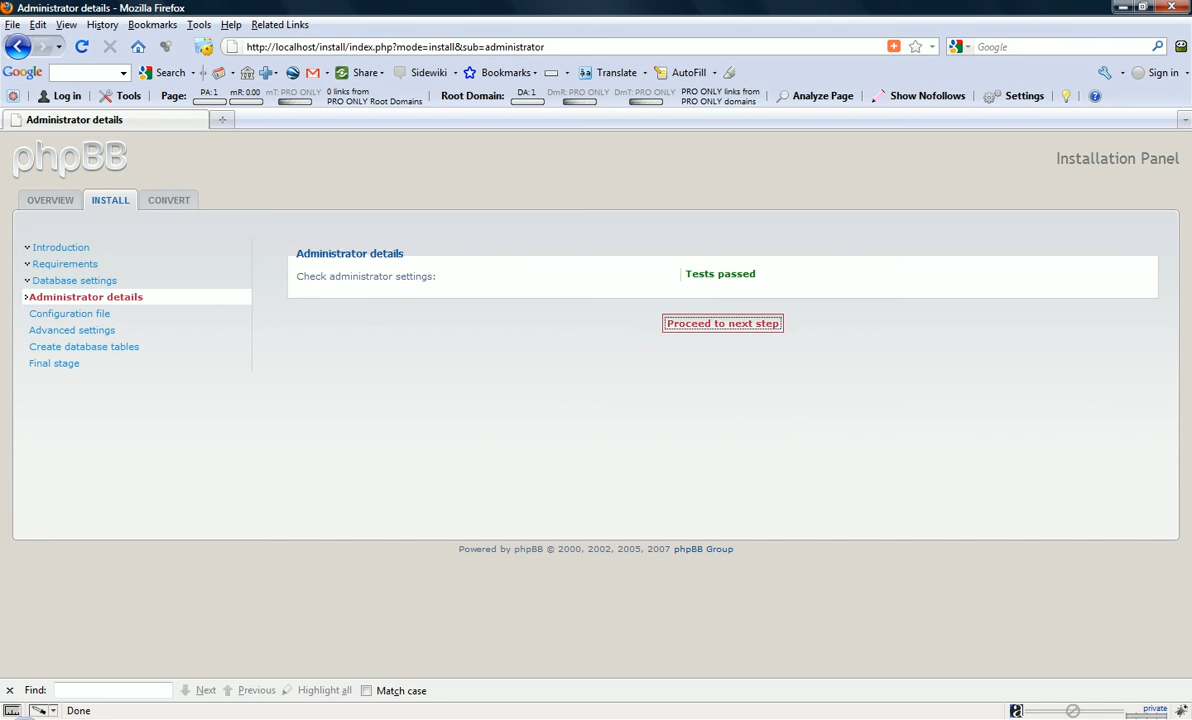 Administrator details - Mozilla Firefox
File Edit View History Bookmarks Tools Help Related Links
http://localhost/install/index.php?mode=install&sub=administrator
Google
Google Search Share Sidewiki Bookmarks Translate AutoFill Sign in
Log in Tools Page: PA:1 mR: 0.00 mT: PRO ONLY 0 links from PRO ONLY Root Domains Root Domain: DA:1 DmR: PRO ONLY DmT: PRO ONLY PRO ONLY links from PRO ONLY domains Analyze Page Show Nofollows Settings
Administrator details
phpBB
Installation Panel
OVERVIEW INSTALL CONVERT
Introduction
Requirements
Database settings
Administrator details
Configuration file
Advanced settings
Create database tables
Final stage
Administrator details
Check administrator settings: Tests passed
Proceed to next step
Powered by phpBB © 2000, 2002, 2005, 2007 phpBB Group
Find: Next Previous Highlight all Match case
Done
private